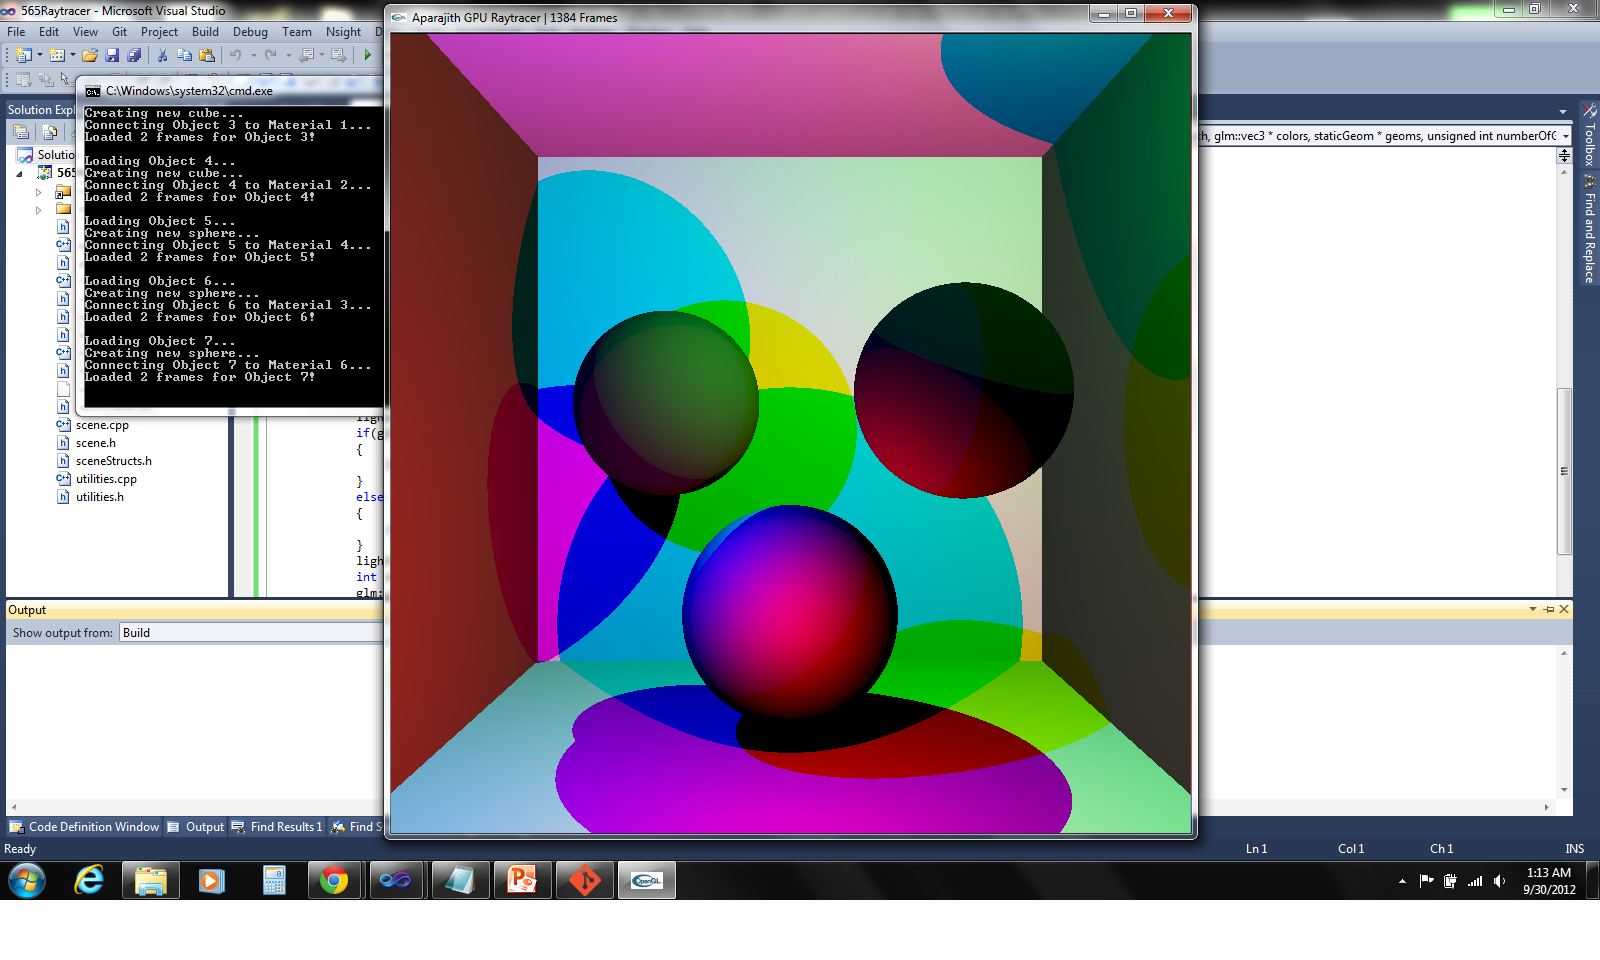 565Raytracer - Microsoft Visual Studio
File Edit View Git Project Build Debug Team Nsight
Aparajith GPU Raytracer | 1384 Frames
C:\Windows\system32\cmd.exe
Creating new cube...
Connecting Object 3 to Material 1...
Loaded 2 frames for Object 3!
Loading Object 4...
Creating new cube...
Connecting Object 4 to Material 2...
Loaded 2 frames for Object 4!
Loading Object 5...
Creating new sphere...
Connecting Object 5 to Material 4...
Loaded 2 frames for Object 5!
Loading Object 6...
Creating new sphere...
Connecting Object 6 to Material 3...
Loaded 2 frames for Object 6!
Loading Object 7...
Creating new sphere...
Connecting Object 7 to Material 6...
Loaded 2 frames for Object 7!
Solution Expl
Solutio
565
scene.cpp
scene.h
sceneStructs.h
utilities.cpp
utilities.h
if(g
{
}
else
{
}
ligh
int
glm:
th, glm::vec3 * colors, staticGeom * geoms, unsigned int numberOfG
Toolbox
Find and Replace
Output
Show output from: Build
Code Definition Window Output Find Results 1 Find S
Ready Ln 1 Col 1 Ch 1 INS
OpenGL
1:13 AM
9/30/2012